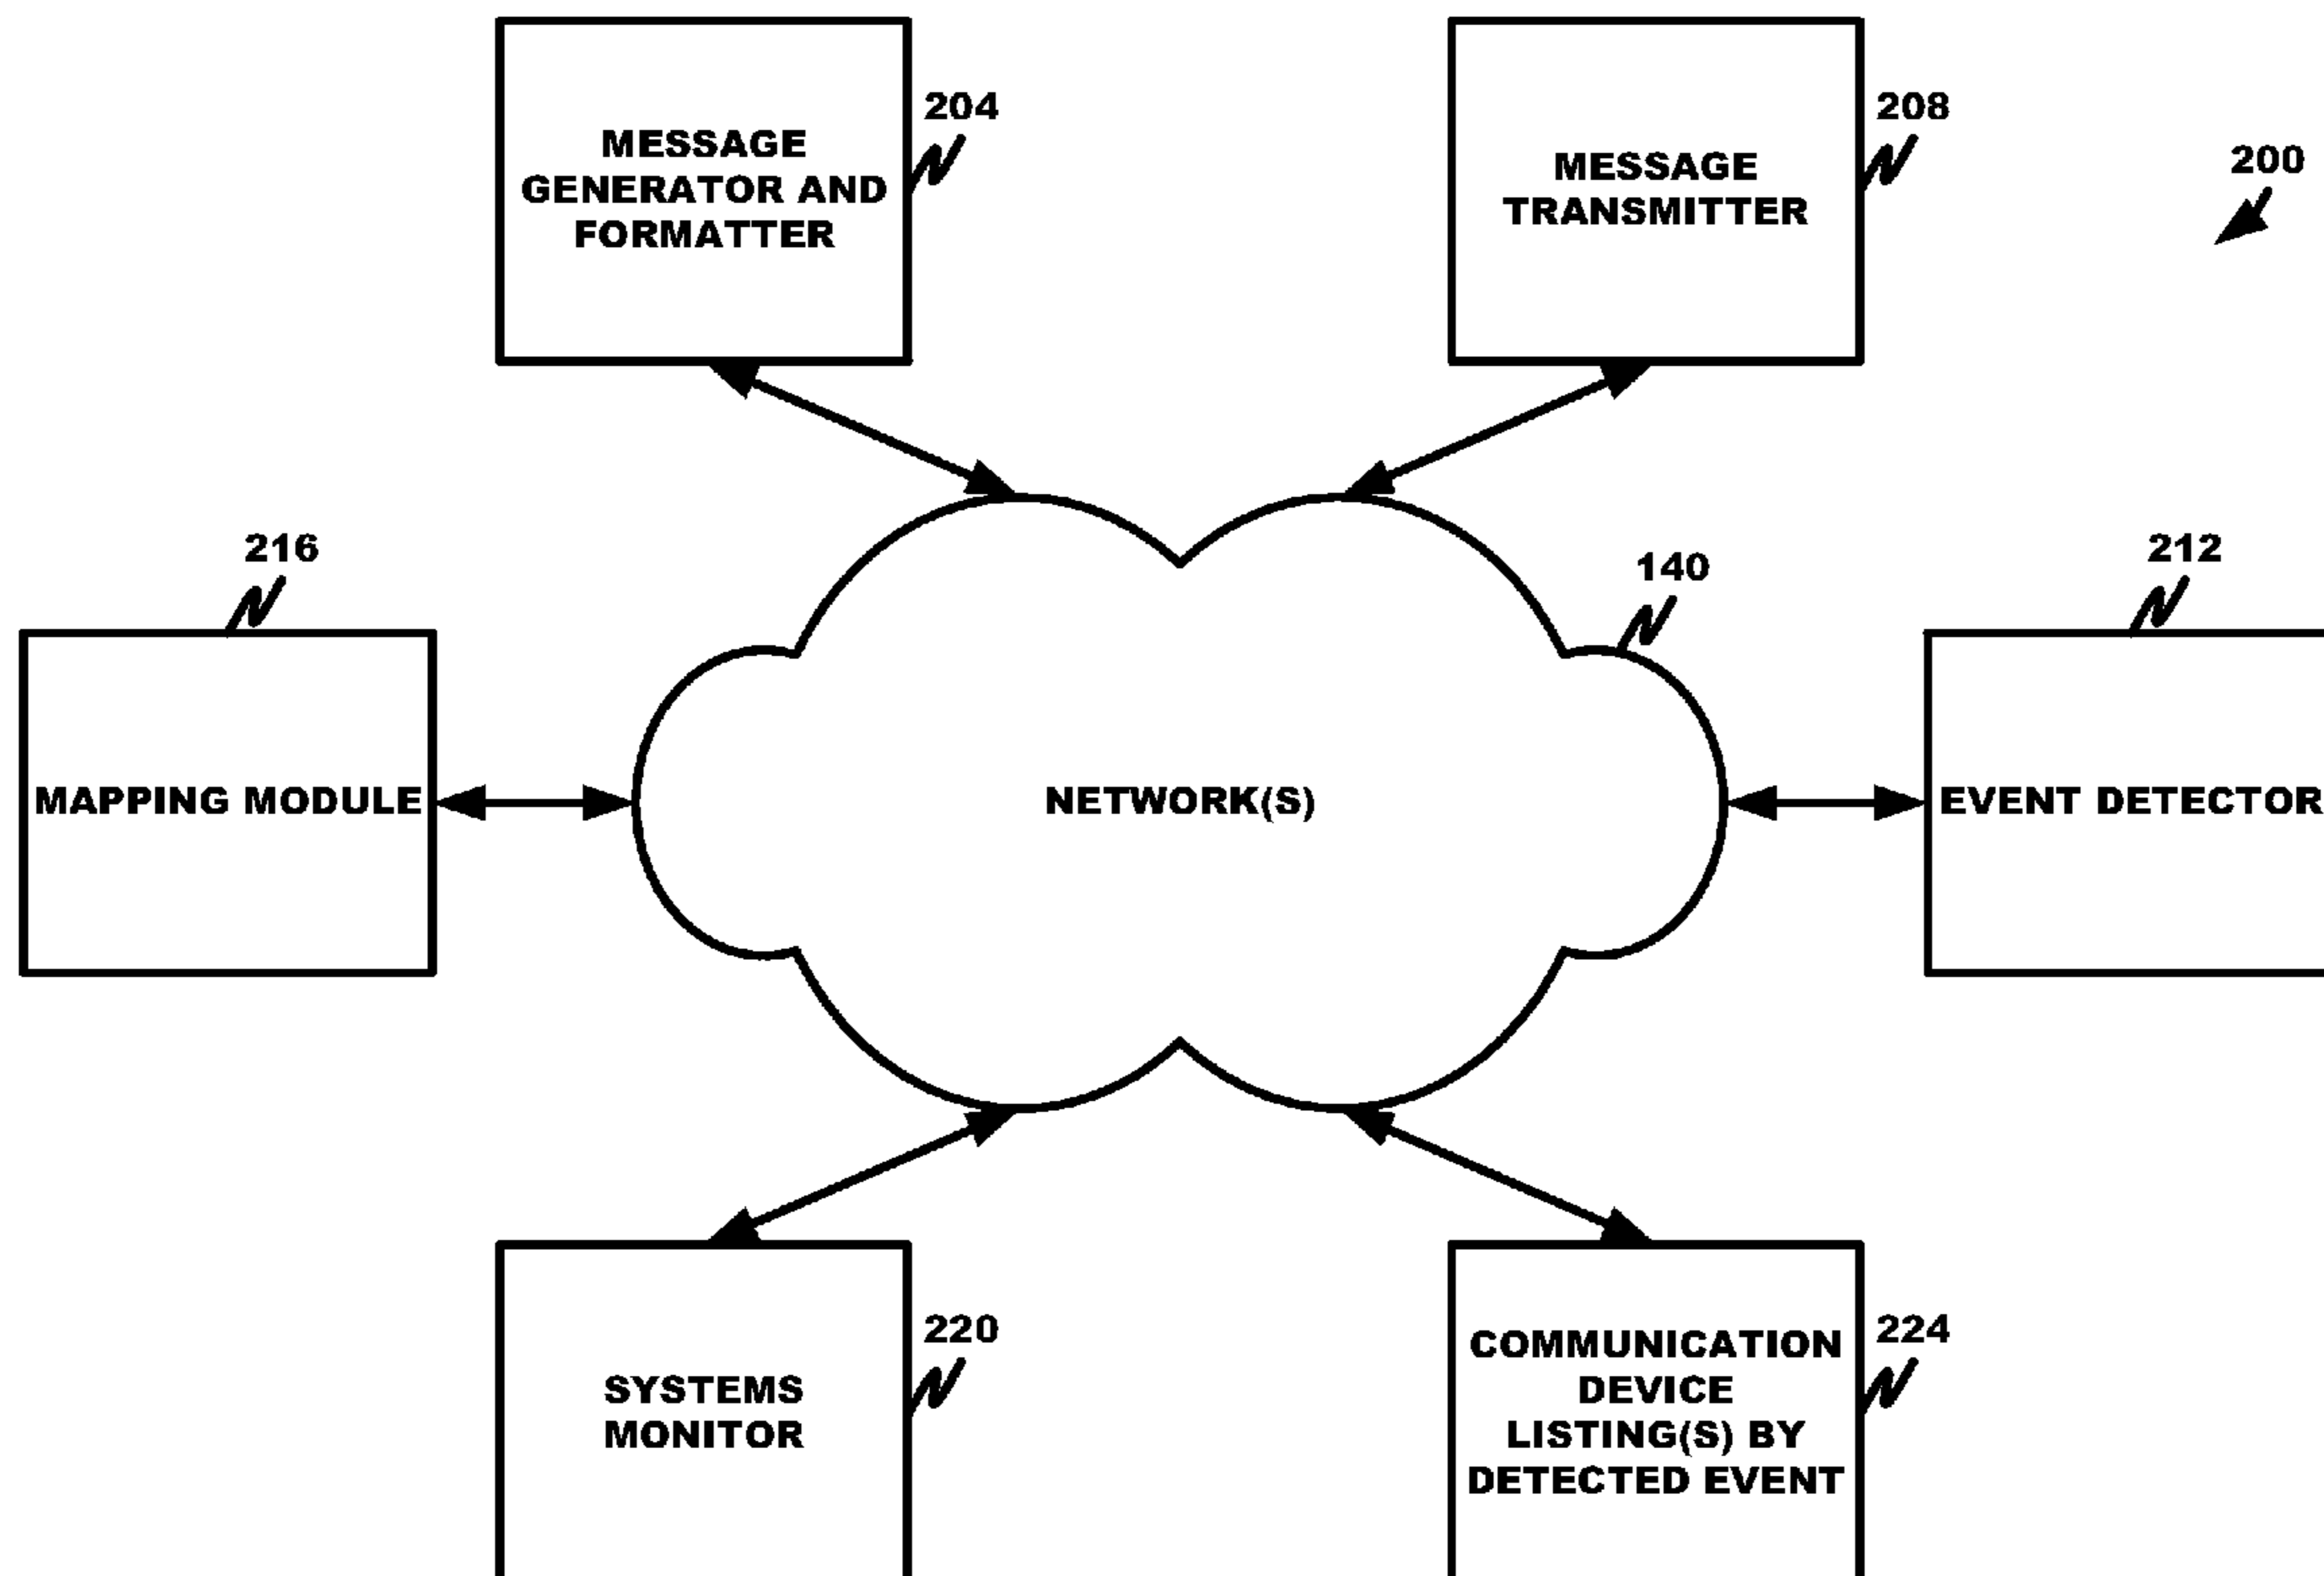 204
208
200
MESSAGE
GENERATOR AND
FORMATTER
MESSAGE
TRANSMITTER
216
140
212
MAPPING MODULE
NETWORK(S)
EVENT DETECTOR
220
224
SYSTEMS
MONITOR
COMMUNICATION
DEVICE
LISTING(S) BY
DETECTED EVENT